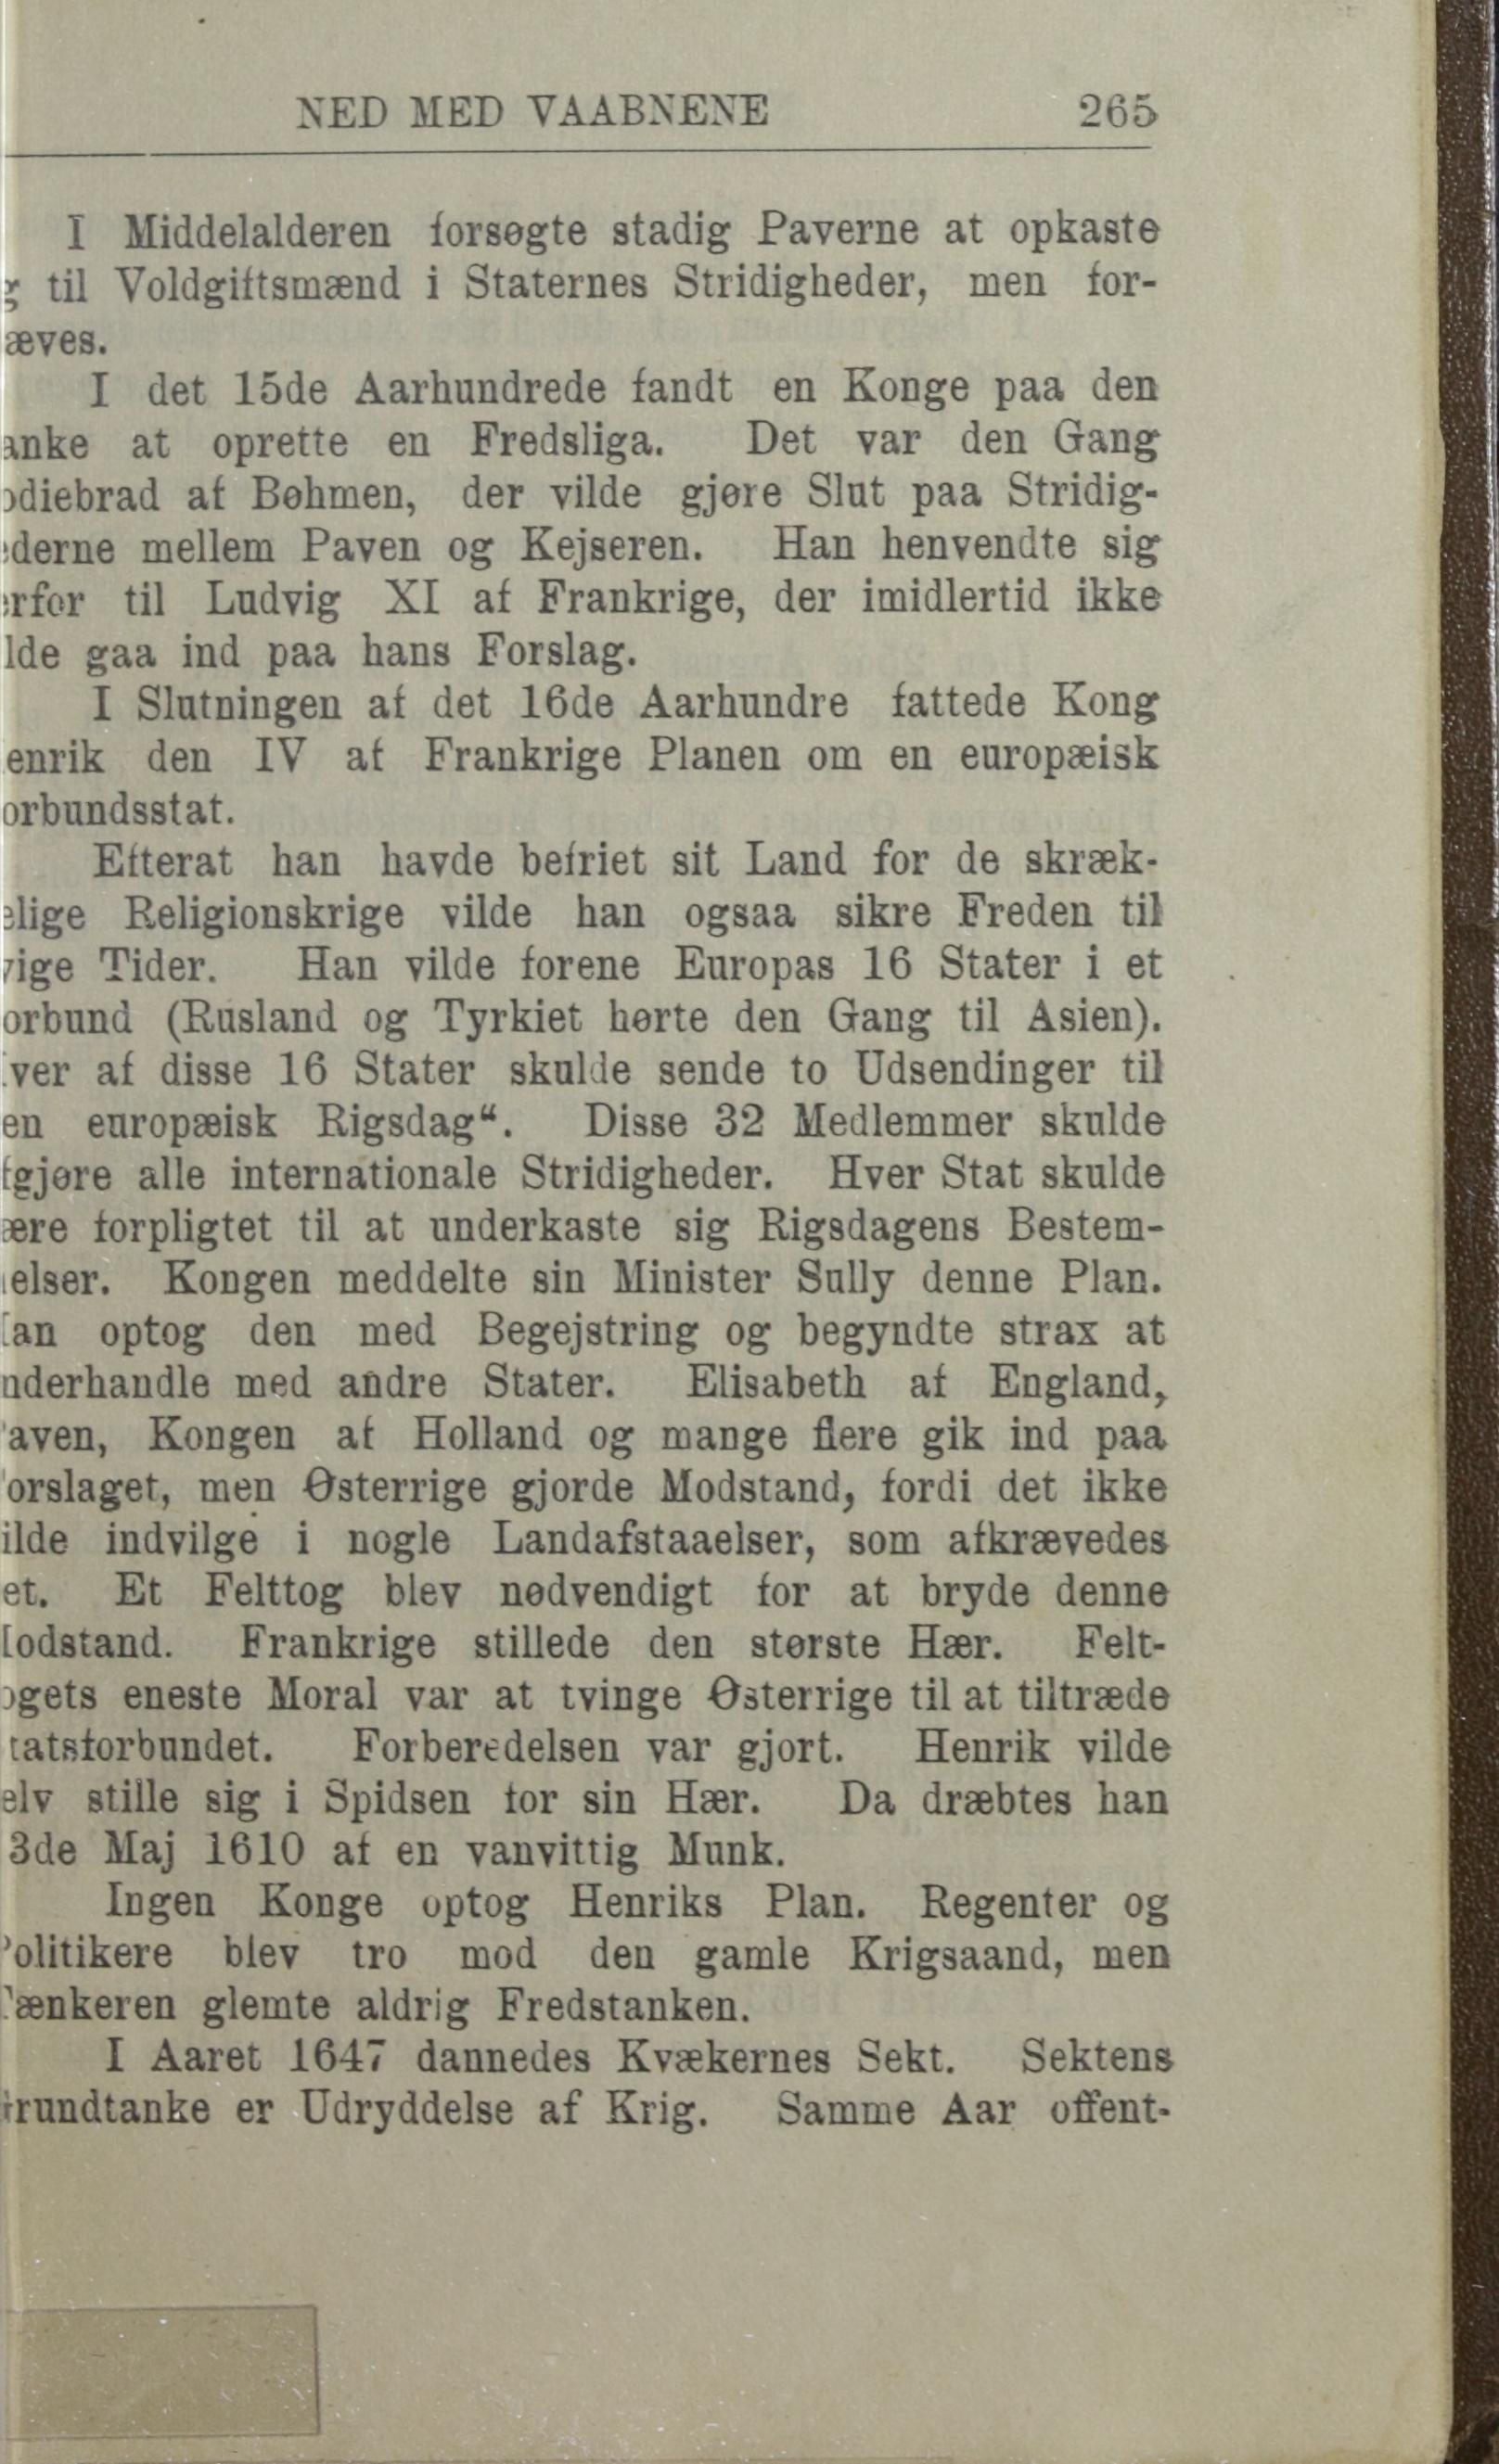 NED MED VAABNENE 265
I Middelalderen forsøgte stadig Paverne at opkaste
til Voldgiftsmænd i Staternes Stridigheder, men for-
æves.
I det 15de Aarhundrede fandt en Konge paa den
anke at oprette en Fredsliga. Det var den Gang
odiebrad af Bøhmen, der vilde gjøre Slut paa Stridig-
ederne mellem Paven og Kejseren. Han henvendte sig
erfor til Ludvig XI af Frankrige, der imidlertid ikke
lde gaa ind paa hans Forslag.
I Slutningen af det 16de Aarhundre fattede Kong
enrik den IV af Frankrige Planen om en europæisk
orbundsstat.
Efterat han havde befriet sit Land for de skræk-
elige Religionskrige vilde han ogsaa sikre Freden til
vige Tider. Han vilde forene Europas 16 Stater i et
orbund (Rusland og Tyrkiet hørte den Gang til Asien).
ver af disse 16 Stater skulde sende to Udsendinger til
en europæisk Rigsdag“. Disse 32 Medlemmer skulde
fgjøre alle internationale Stridigheder. Hver Stat skulde
ære forpligtet til at underkaste sig Rigsdagens Bestem-
elser. Kongen meddelte sin Minister Sully denne Plan.
an optog den med Begejstring og begyndte strax at
nderhandle med andre Stater. Elisabeth af England,
aven, Kongen af Holland og mange flere gik ind paa
orslaget, men Østerrige gjorde Modstand, fordi det ikke
ilde indvilge i nogle Landafstaaelser, som afkrævedes
et. Et Felttog blev nødvendigt for at bryde denne
odstand. Frankrige stillede den største Hær. Felt-
ogets eneste Moral var at tvinge Østerrige til at tiltræde
tatsforbundet. Forberedelsen var gjort. Henrik vilde
elv stille sig i Spidsen for sin Hær. Da dræbtes han
3de Maj 1610 af en vanvittig Munk.
Ingen Konge optog Henriks Plan. Regenter og
olitikere blev tro mod den gamle Krigsaand, men
ænkeren glemte aldrig Fredstanken.
I Aaret 1647 dannedes Kvækernes Sekt. Sektens
rundtanke er Udryddelse af Krig. Samme Aar offent-